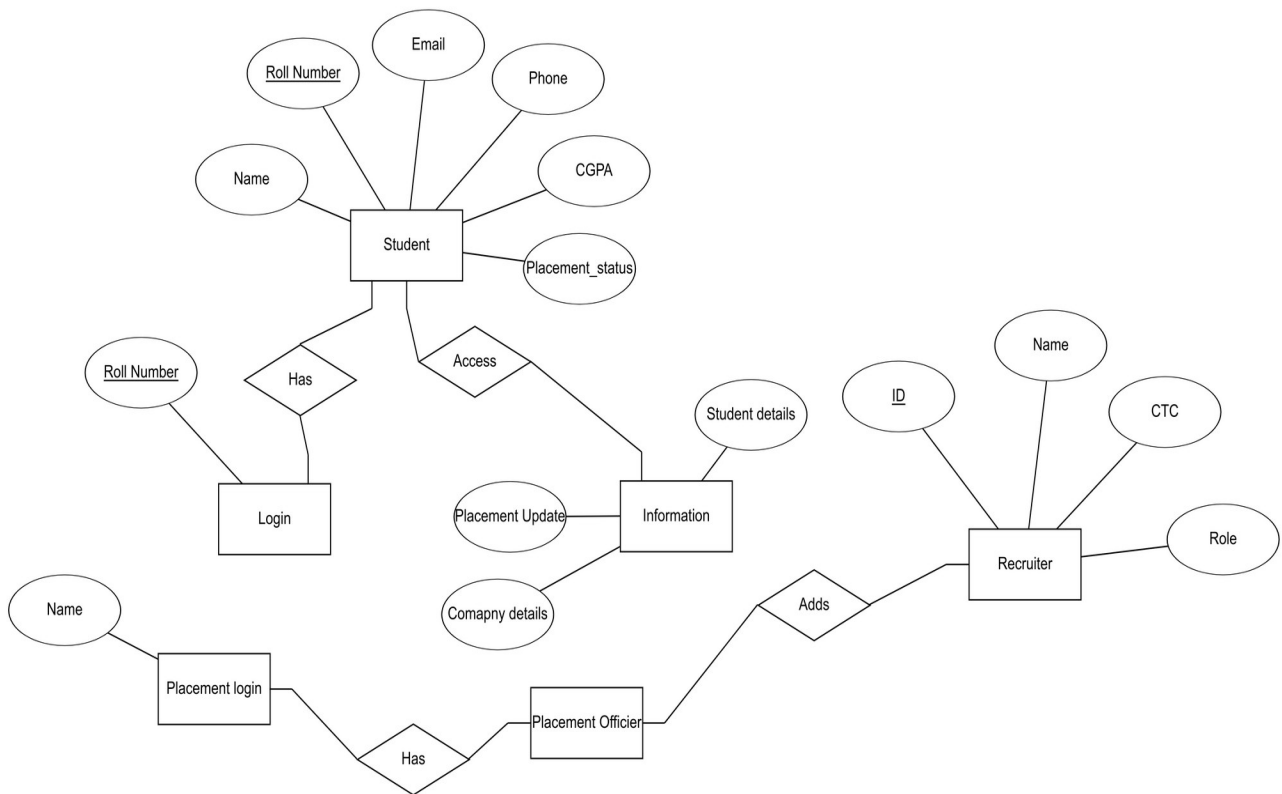 Email
Roll Number
Phone
Name
CGPA
Student
Placement_status
Has
Access
Roll Number
Login
Student details
Placement Update
Information
Comapny details
Name
ID
CTC
Role
Recruiter
Adds
Name
Placement login
Has
Placement Officier